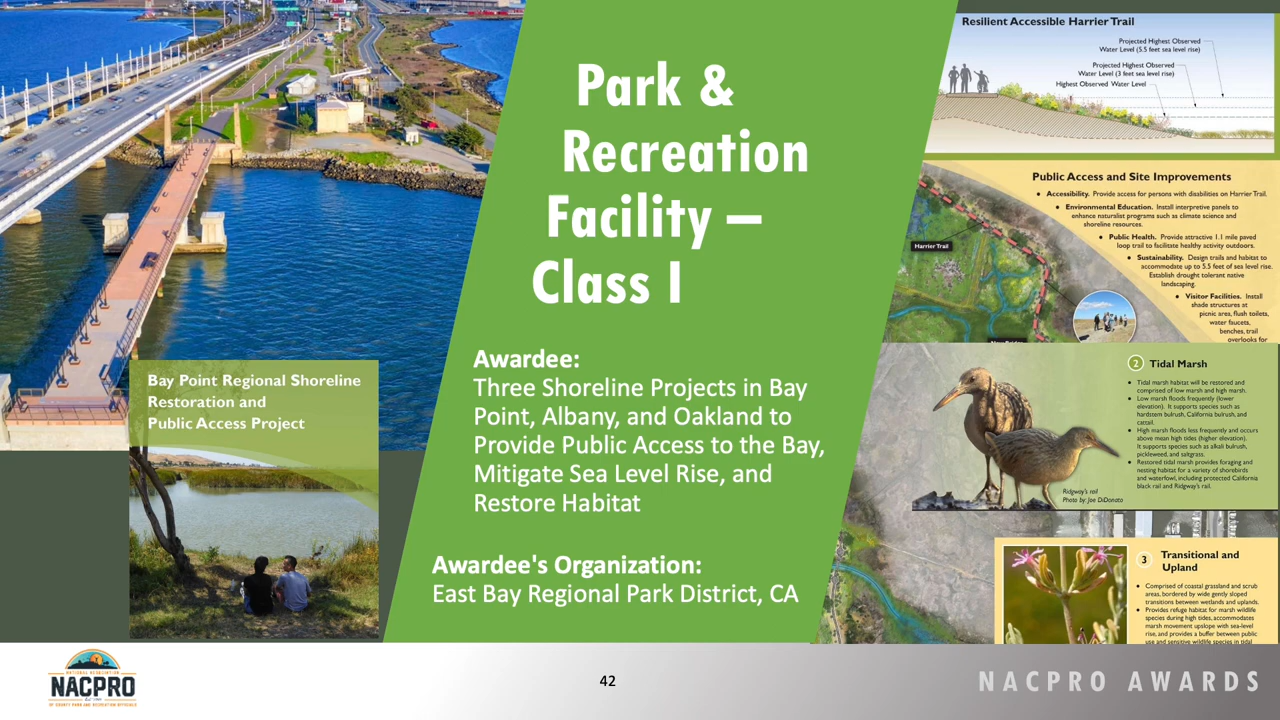 Park &
Recreation
Facility –
Class I
Awardee:
Three Shoreline Projects in Bay
Point, Albany, and Oakland to
Provide Public Access to the Bay,
Mitigate Sea Level Rise, and
Restore Habitat
Awardee's Organization:
East Bay Regional Park District, CA
Bay Point Regional Shoreline
Restoration and
Public Access Project
Resilient Accessible Harrier Trail
Projected Highest Observed
Water Level (5.5 feet sea level rise)
Projected Highest Observed
Water Level (3 feet sea level rise)
Highest Observed Water Level
Public Access and Site Improvements
● Accessibility. Provide access for persons with disabilities on Harrier Trail.
● Environmental Education. Install interpretive panels to
enhance naturalist programs such as climate science and
shoreline resources.
● Public Health. Provide attractive 1.1 mile paved
loop trail to facilitate healthy activity outdoors.
● Sustainability. Design trails and habitat to
accommodate up to 5.5 feet of sea level rise.
Establish drought tolerant native
landscaping.
● Visitor Facilities. Install
shade structures at
picnic area, flush toilets,
water faucets,
benches, trail
overlooks for
Harrier Trail
2 Tidal Marsh
● Tidal marsh habitat will be restored and
comprised of low marsh and high marsh.
● Low marsh floods frequently (lower
elevation). It supports species such as
hardstem bulrush, California bulrush, and
cattail.
● High marsh floods less frequently and occurs
above mean high tides (higher elevation).
It supports species such as alkali bulrush,
pickleweed, and saltgrass.
● Restored tidal marsh provides foraging and
nesting habitat for a variety of shorebirds
and waterfowl, including protected California
black rail and Ridgway's rail.
Ridgway's rail
Photo by: Joe DiDonato
3 Transitional and
Upland
● Comprised of coastal grassland and scrub
areas, bordered by wide gently sloped
transitions between wetlands and uplands.
● Provides refuge habitat for marsh wildlife
species during high tides, accommodates
marsh movement upslope with sea-level
rise, and provides a buffer between public
use and sensitive wildlife species in tidal
NATIONAL ASSOCIATION
NACPRO
OF COUNTY PARK AND RECREATION OFFICIALS
42
NACPRO AWARDS